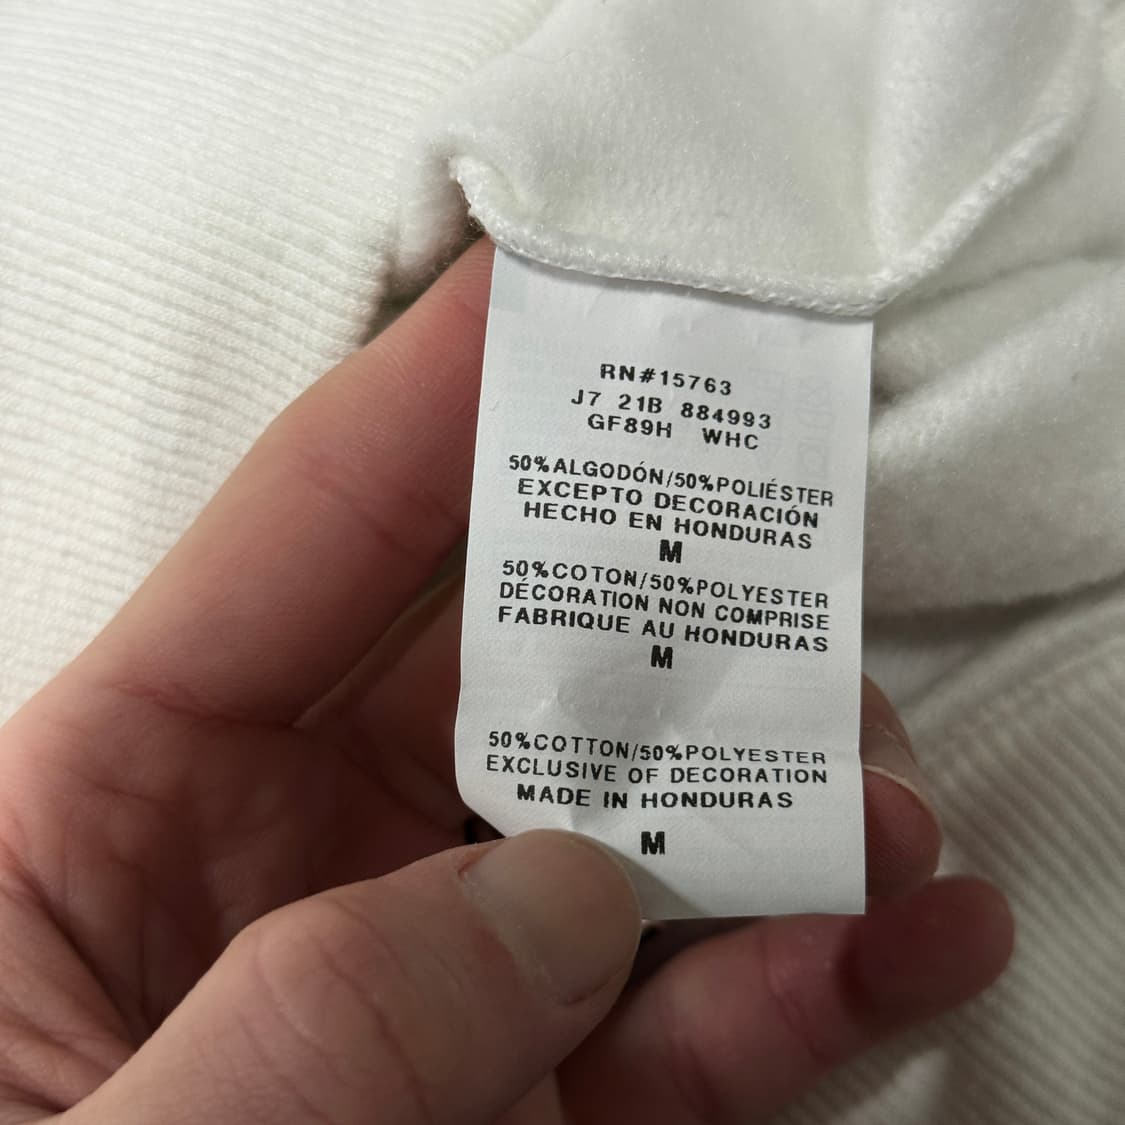 RN#15763
J7 21B 884993
GF89H WHC
50%ALGODÓN/50%POLIÉSTER
EXCEPTO DECORACIÓN
HECHO EN HONDURAS
M
50%COTON/50%POLYESTER
DÉCORATION NON COMPRISE
FABRIQUE AU HONDURAS
M
50%COTTON/50%POLYESTER
EXCLUSIVE OF DECORATION
MADE IN HONDURAS
M